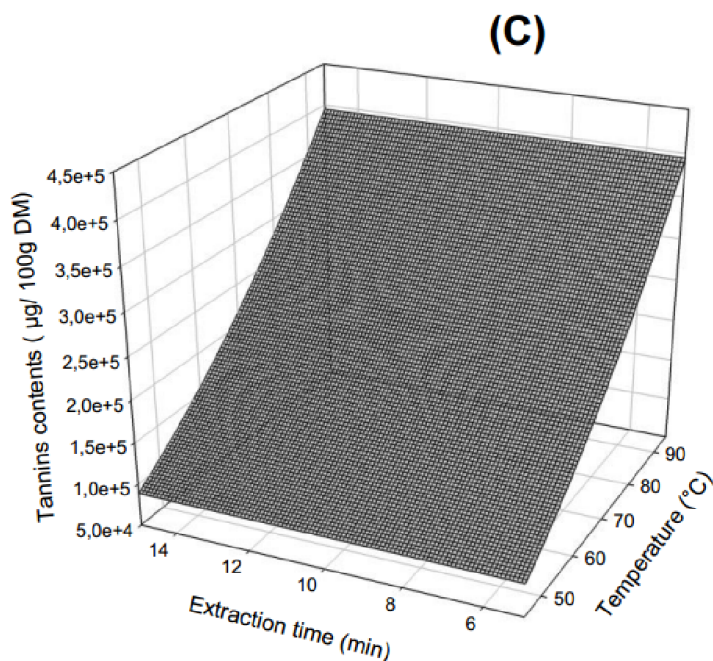 (C)
Tannins contents ( µg/ 100g DM)
4,5e+5
4,0e+5
3,5e+5
3,0e+5
2,5e+5
2,0e+5
1,5e+5
1,0e+5
5,0e+4
14
12
10
8
6
Extraction time (min)
90
80
70
60
50
Temperature (°C)